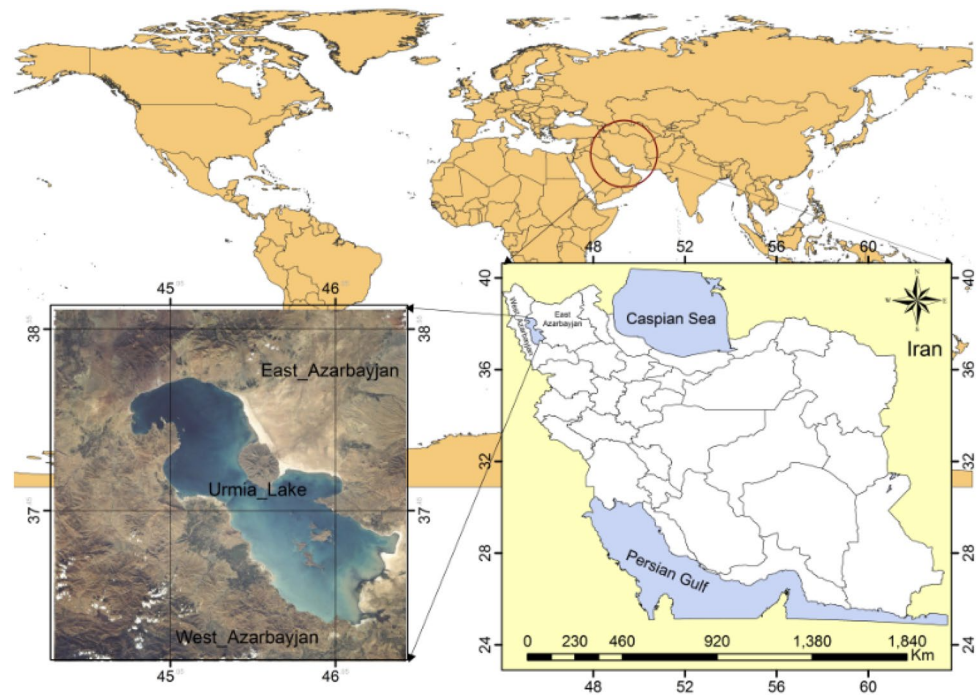 48 52 56 60
40 40
N
W E
S
Caspian Sea
West_Azarbayjan
East
Azarbayjan
Iran
36 36
32 32
28 28
Persian Gulf
24 24
0 230 460 920 1,380 1,840
Km
48 52 56 60
45 46
38 38
East_Azarbayjan
Urmia_Lake
37 37
West_Azarbayjan
45 46